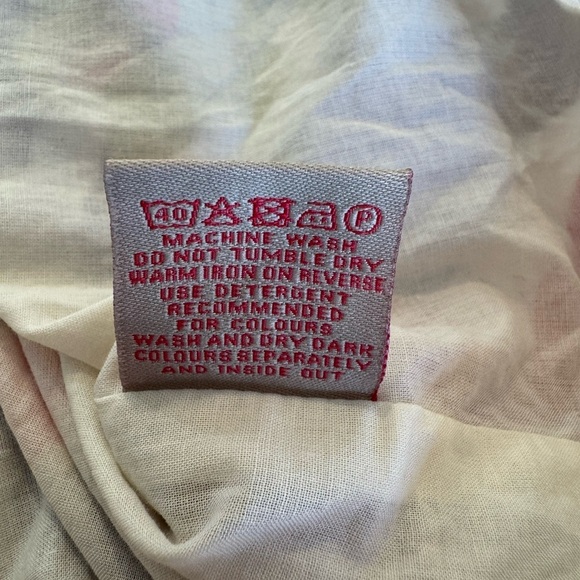 40 P
MACHINE WASH
DO NOT TUMBLE DRY
WARM IRON ON REVERSE
USE DETERGENT
RECOMMENDED
FOR COLOURS
WASH AND DRY DARK
COLOURS SEPARATELY
AND INSIDE OUT